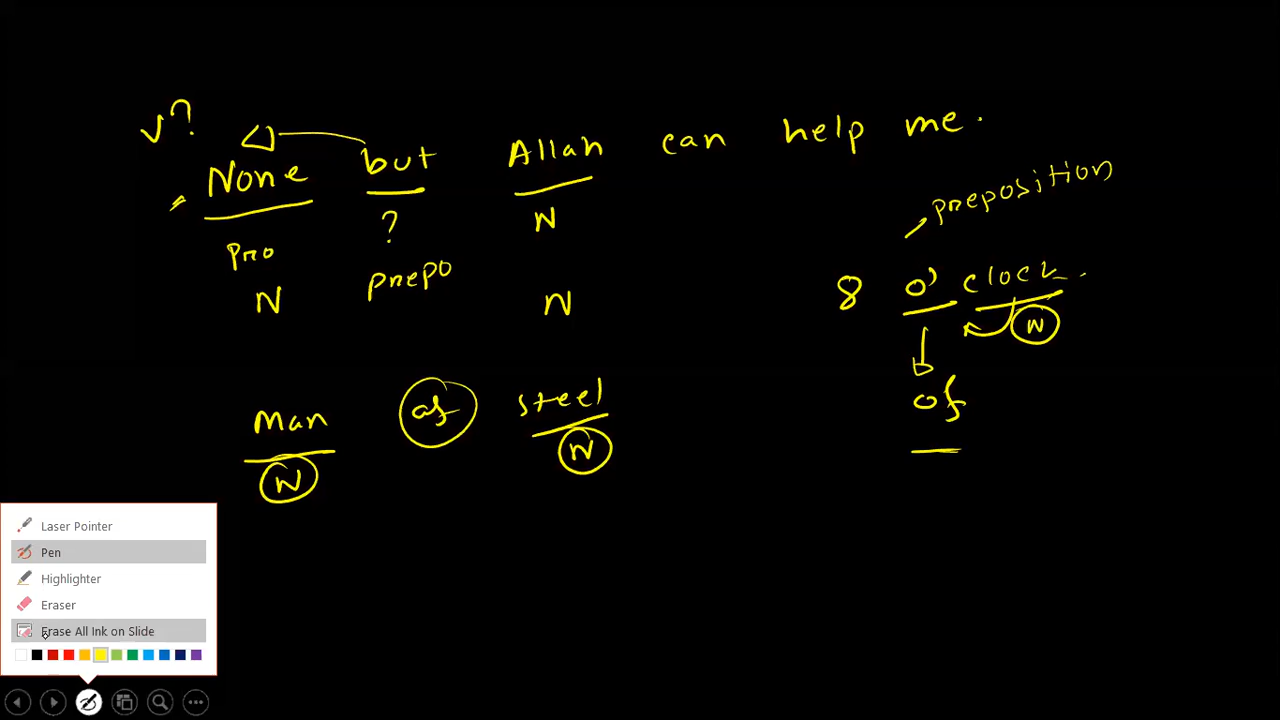 ?
None but Allah can help me.
Pro ? N
N prepo N
preposition
8 o' clock.
N
of
Man of steel
N N
Laser Pointer
Pen
Highlighter
Eraser
Erase All Ink on Slide